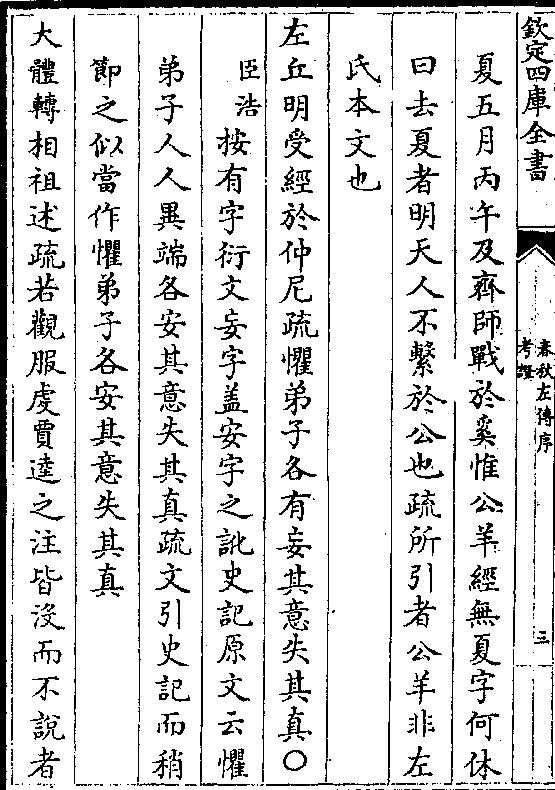 欽定四庫全書
春秋左傳序
考證
三
夏五月丙午及齊師戰於奚惟公羊經無夏字何休
曰去夏者明天人不繫於公也疏所引者公羊非左
氏本文也
左丘明受經於仲尼疏懼弟子各有妄其意失其真〇
臣浩按有字衍文妄字盖安字之訛史記原文云懼
弟子人人異端各安其意失其真疏文引史記而稍
節之似當作懼弟子各安其意失其真
大體轉相祖述疏若觀服虔賈逵之注皆沒而不說者